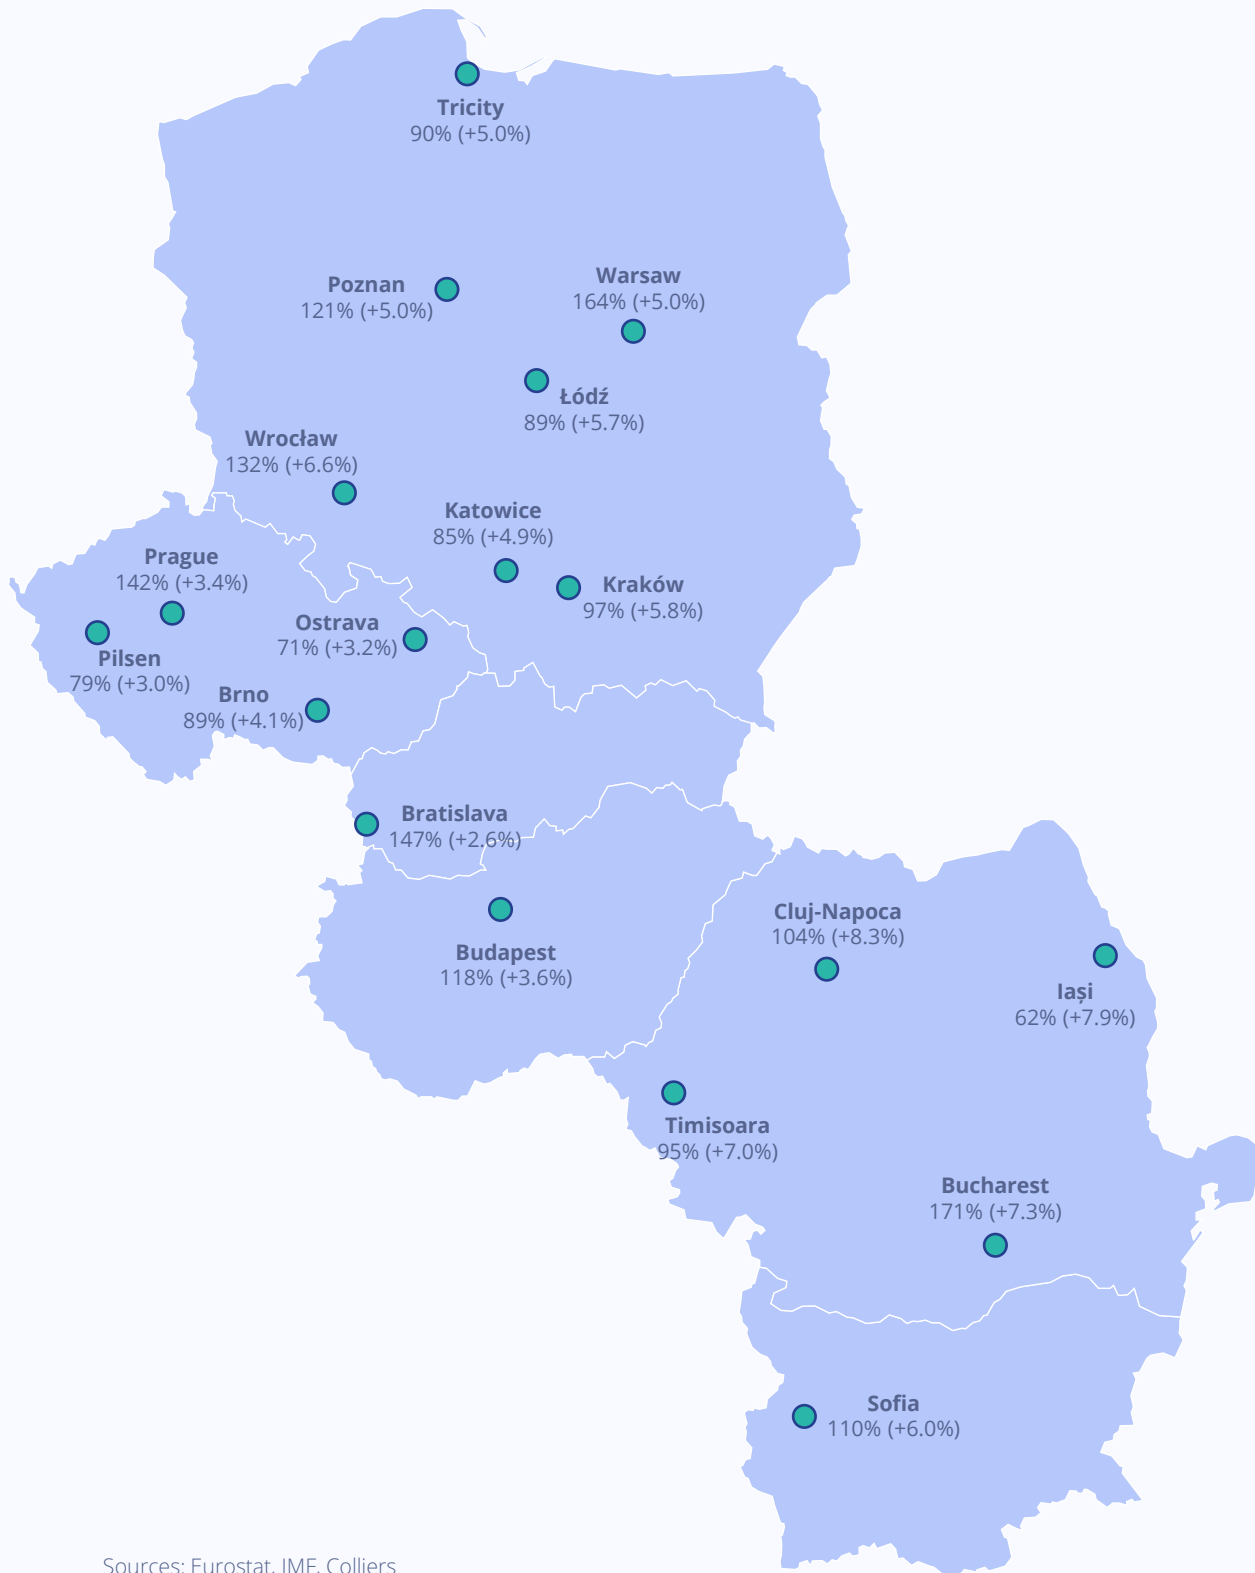 Tricity
90% (+5.0%)
Warsaw
164% (+5.0%)
Poznan
121% (+5.0%)
Łódź
89% (+5.7%)
Wrocław
132% (+6.6%)
Katowice
85% (+4.9%)
Prague
142% (+3.4%)
Kraków
97% (+5.8%)
Ostrava
71% (+3.2%)
Pilsen
79% (+3.0%)
Brno
89% (+4.1%)
Bratislava
147% (+2.6%)
Cluj-Napoca
104% (+8.3%)
Budapest
118% (+3.6%)
Iași
62% (+7.9%)
Timisoara
95% (+7.0%)
Bucharest
171% (+7.3%)
Sofia
110% (+6.0%)
Sources: Eurostat, IMF, Colliers